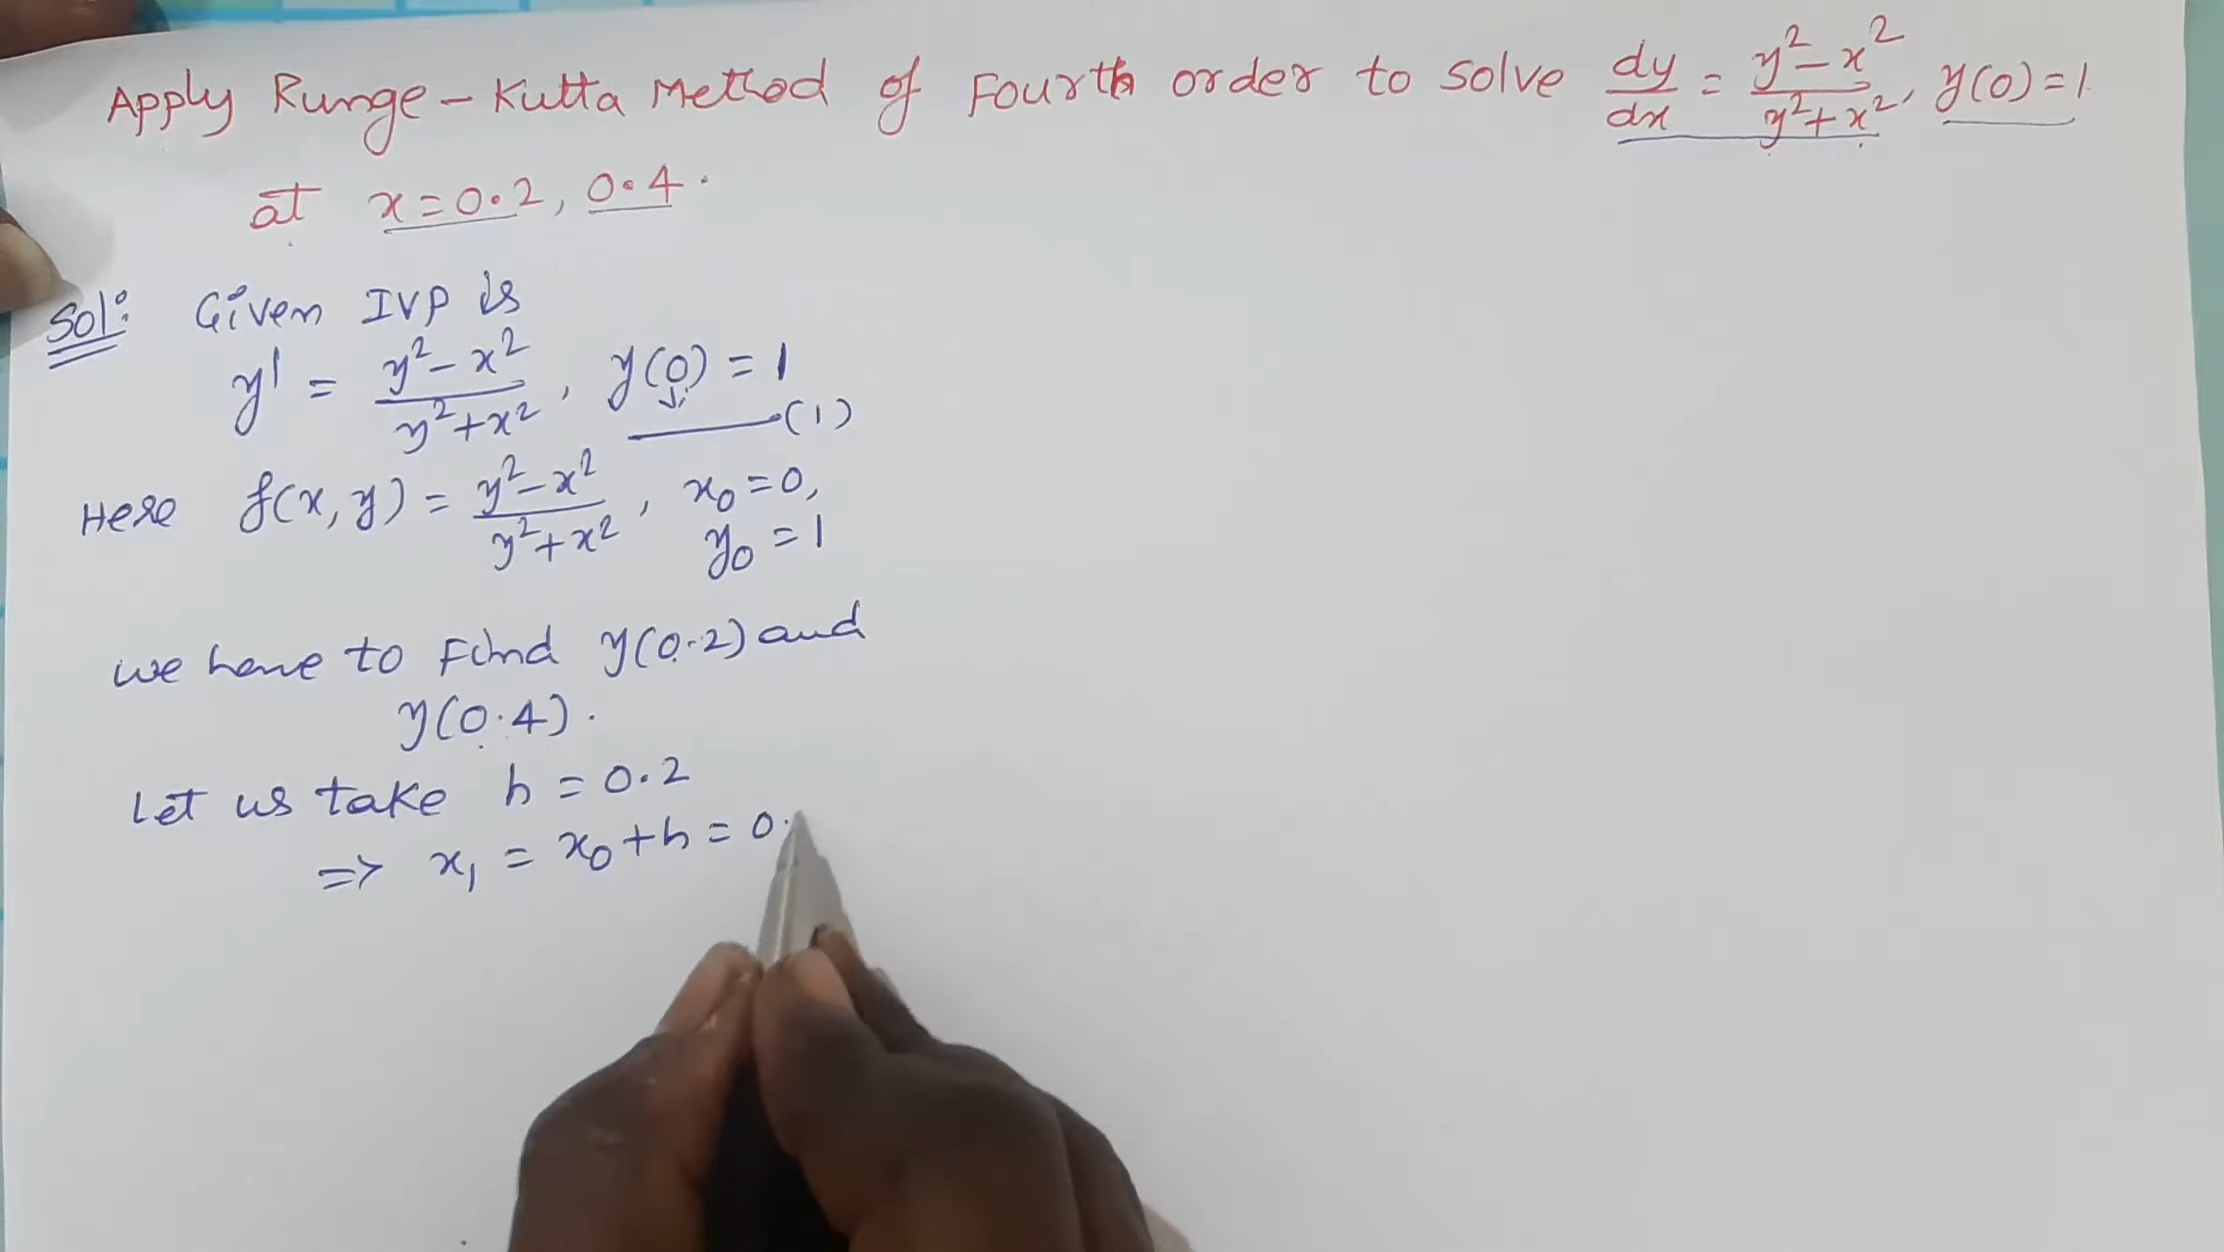 Apply Runge-Kutta Method of Fourth order to solve dy/dx = (y²-x²)/(y²+x²), y(0)=1
at x=0.2, 0.4.
Sol: Given IVP is
y' = (y²-x²)/(y²+x²), y(0)=1 —(1)
Here f(x,y) = (y²-x²)/(y²+x²), x₀=0,
y₀=1
we have to Find y(0.2) and
y(0.4).
Let us take h = 0.2
=> x₁ = x₀+h = 0.